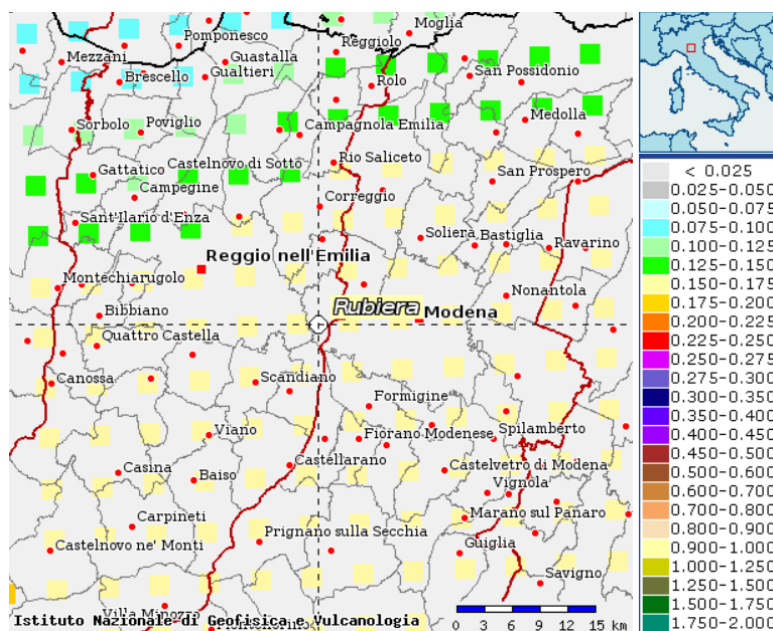 Moglia
Pomponesco
Reggiolo
Mezzani
Guastalla
Brescello
Gualtieri
Rolo
San Possidonio
Sorbolo
Poviglio
Campagnola Emilia
Medolla
Gattatico
Castelnovo di Sotto
Rio Saliceto
Campegine
San Prospero
Sant'Ilario d'Enza
Correggio
Soliera
Bastiglia
Ravarino
Reggio nell'Emilia
Montechiarugolo
Nonantola
Bibbiano
Rubiera
Modena
Quattro Castella
Canossa
Scandiano
Formigine
Viano
Fiorano Modenese
Spilamberto
Casina
Baiso
Castellarano
Castelvetro di Modena
Vignola
Carpineti
Marano sul Panaro
Castelnovo ne' Monti
Prignano sulla Secchia
Guiglia
Savigno
Villa Minozzo
Istituto Nazionale di Geofisica e Vulcanologia
0 3 6 9 12 15 km
< 0.025
0.025-0.050
0.050-0.075
0.075-0.100
0.100-0.125
0.125-0.150
0.150-0.175
0.175-0.200
0.200-0.225
0.225-0.250
0.250-0.275
0.275-0.300
0.300-0.350
0.350-0.400
0.400-0.450
0.450-0.500
0.500-0.600
0.600-0.700
0.700-0.800
0.800-0.900
0.900-1.000
1.000-1.250
1.250-1.500
1.500-1.750
1.750-2.000